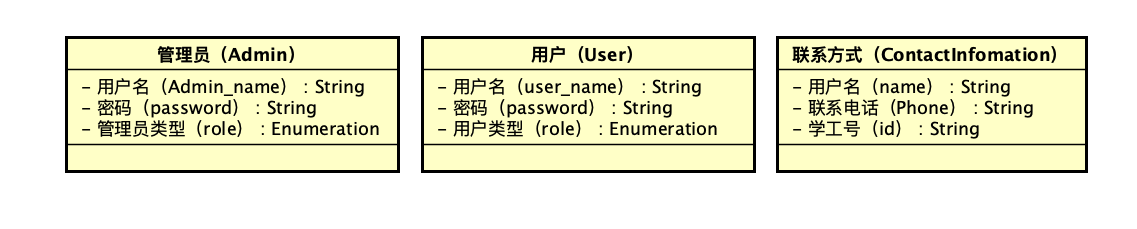 管理员（Admin）
- 用户名（Admin_name） : String
- 密码（password） : String
- 管理员类型（role） : Enumeration
用户（User）
- 用户名（user_name） : String
- 密码（password） : String
- 用户类型（role） : Enumeration
联系方式（ContactInfomation）
- 用户名（name） : String
- 联系电话（Phone） : String
- 学工号（id） : String